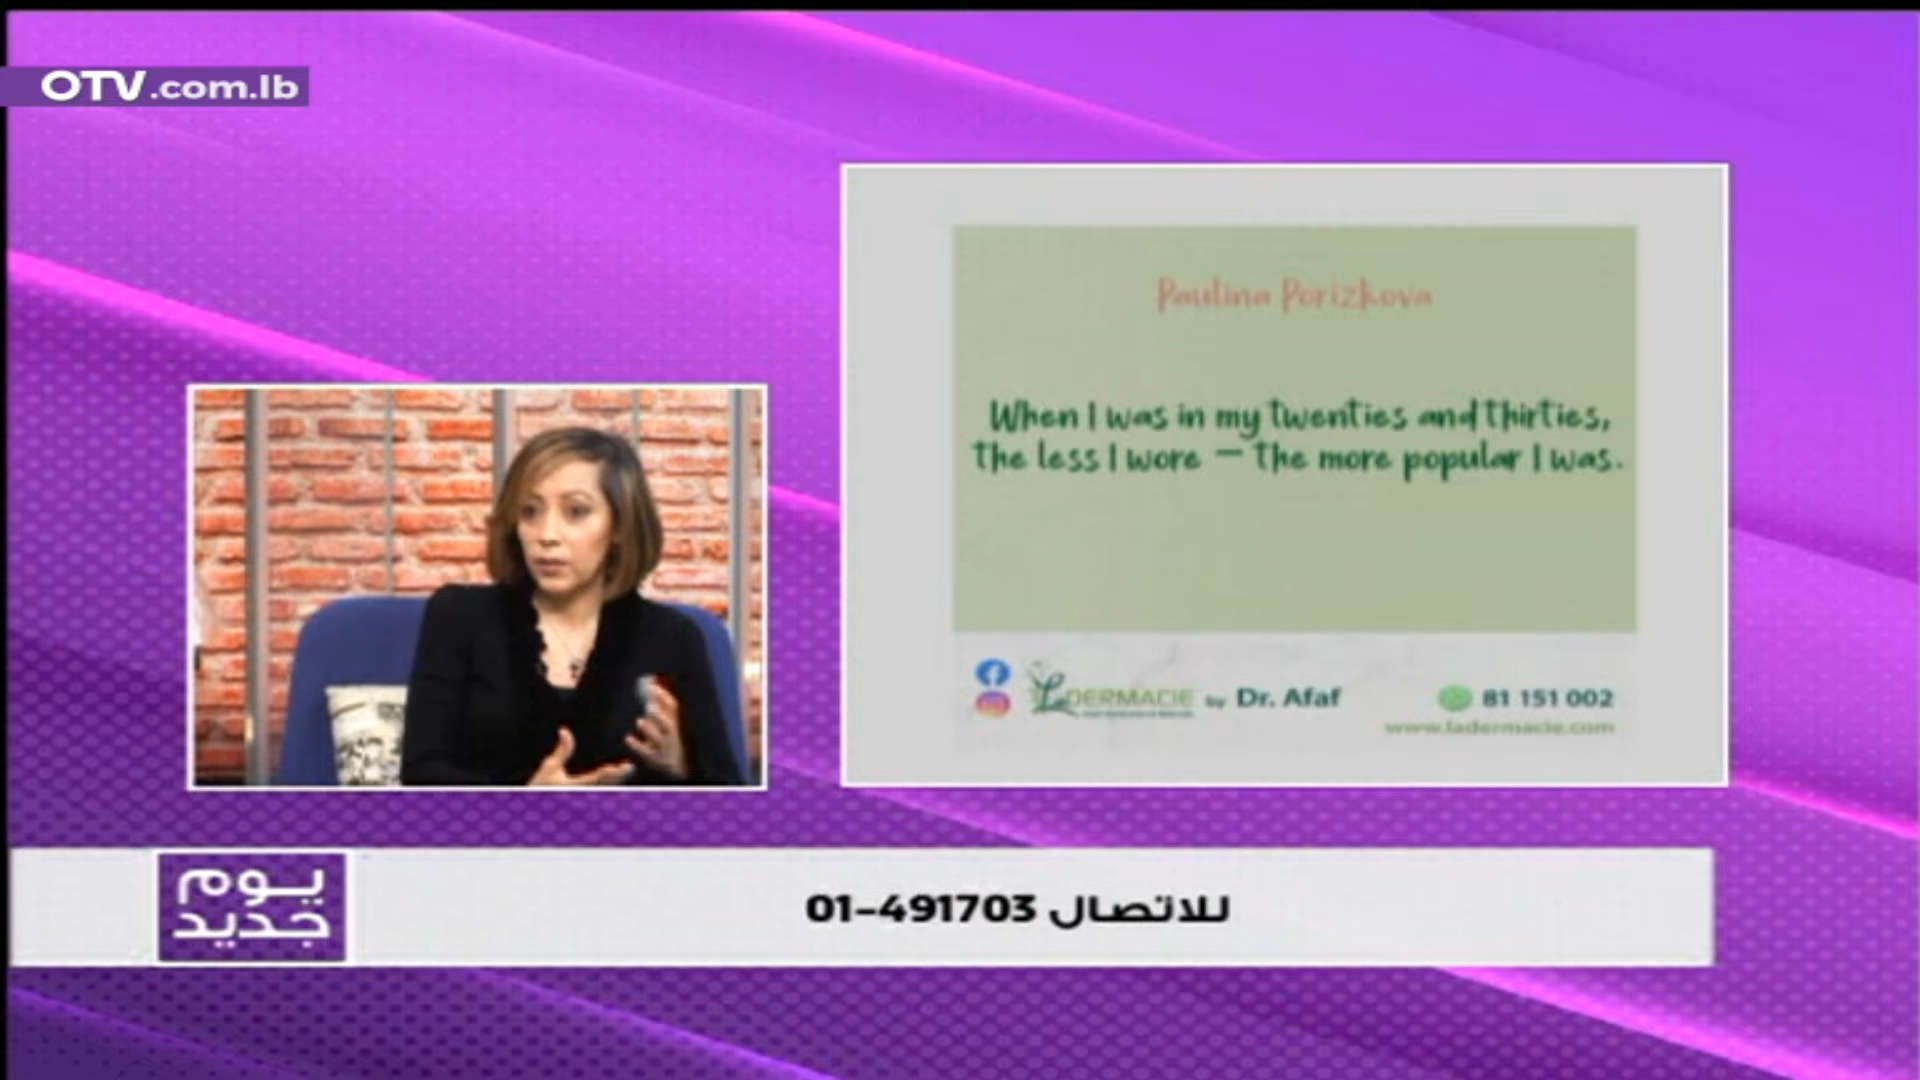 OTV.com.lb
Paulina Porizkova
When I was in my twenties and thirties,
the less I wore – the more popular I was.
LaDERMACIE by Dr. Afaf
81 151 002
www.ladermacie.com
يوم
جديد
للاتصال 01-491703